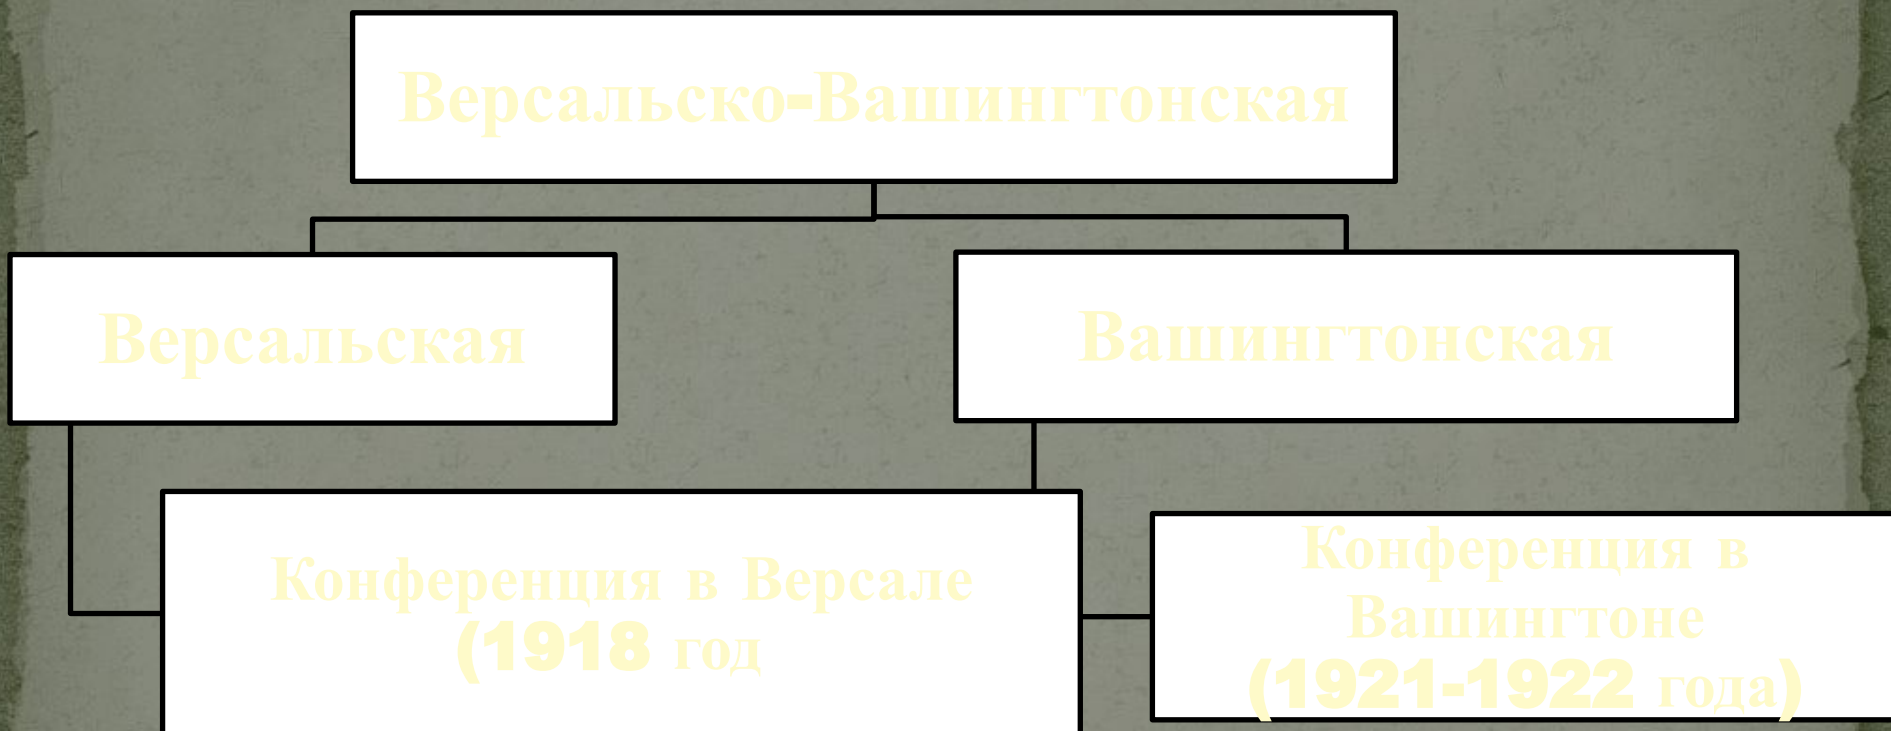 Версальско-Вашингтонская
Версальская
Вашингтонская
Конференция в Версале
(1918 год
Конференция в
Вашингтоне
(1921-1922 года)